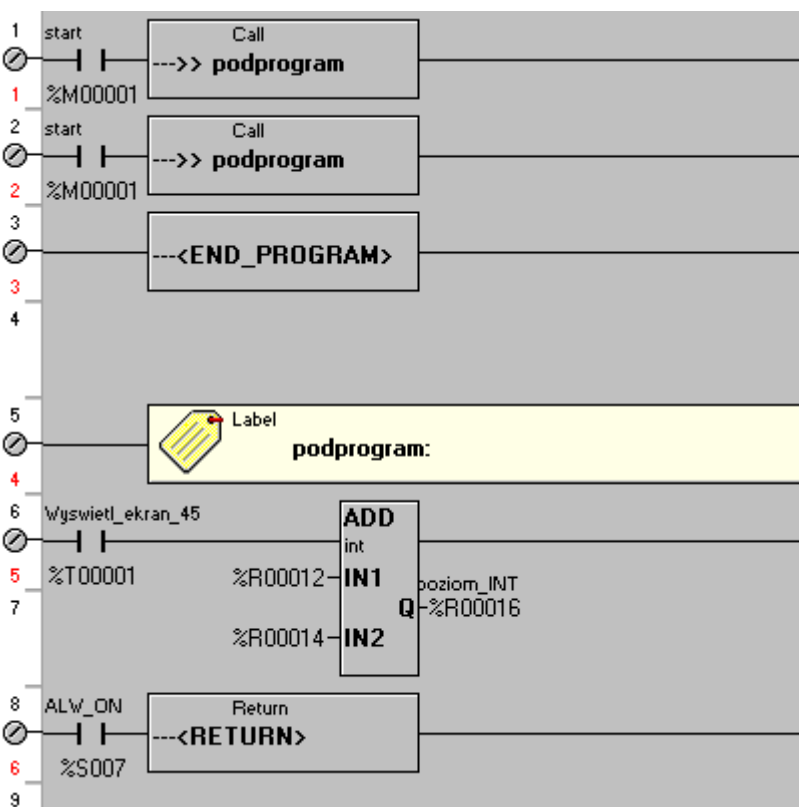 1 start Call
--->> podprogram
1 %M00001
2 start Call
--->> podprogram
2 %M00001
3
---<END_PROGRAM>
3
4
5 Label
podprogram:
4
6 Wyswietl_ekran_45 ADD
int
5 %T00001 %R00012 IN1 poziom_INT
7 Q %R00016
%R00014 IN2
8 ALW_ON Return
---<RETURN>
6 %S007
9